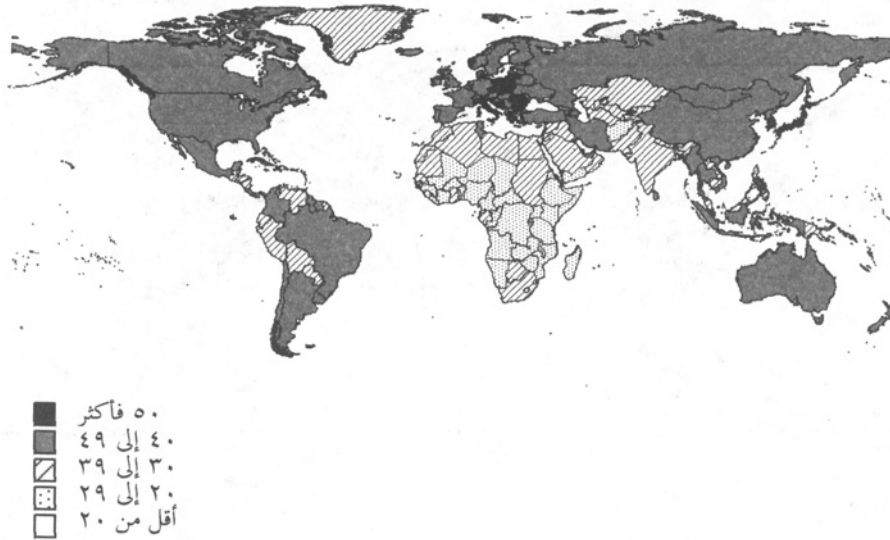 ٥٠ فأكثر
٤٠ إلى ٤٩
٣٠ إلى ٣٩
٢٠ إلى ٢٩
أقل من ٢٠